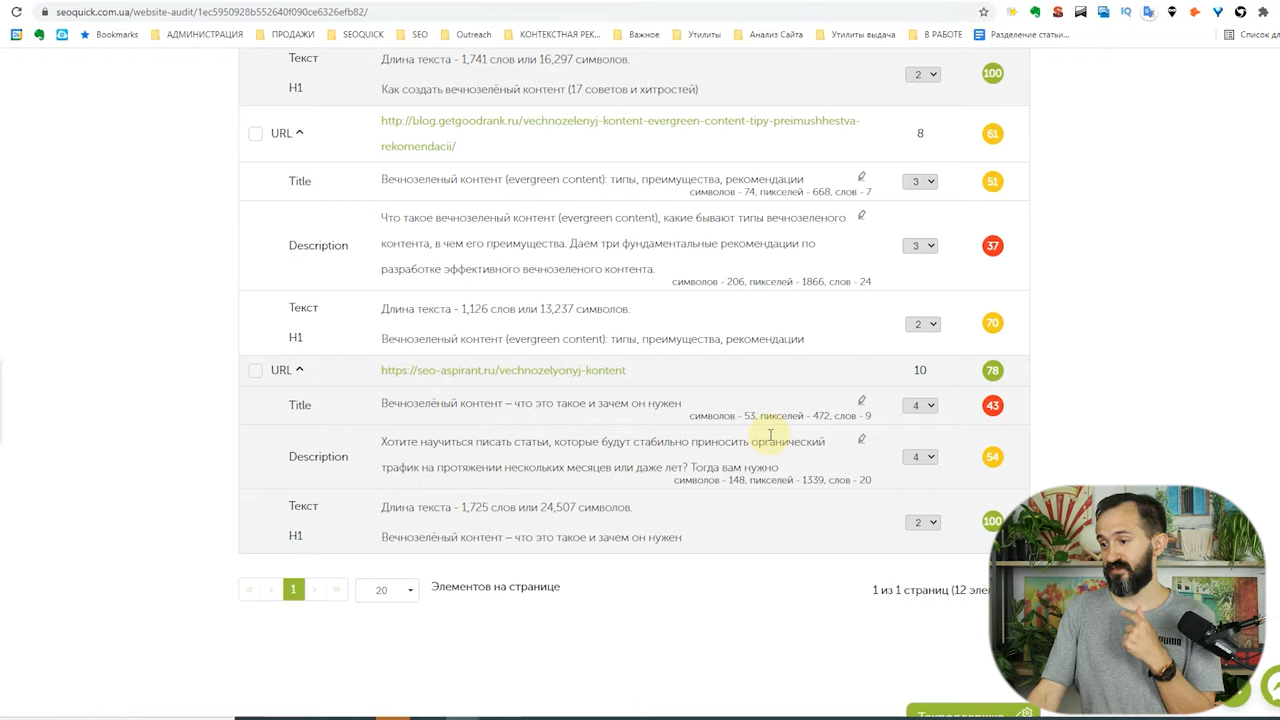 seoquick.com.ua/website-audit/1ec5950928b552640f090ce6326efb82/
Bookmarks АДМИНИСТРАЦИЯ ПРОДАЖИ SEOQUICK SEO Outreach КОНТЕКСТНАЯ РЕК... Важное Утилиты Анализ Сайта Утилиты выдача В РАБОТЕ Разделение статьи... Список дл
Текст Длина текста - 1,741 слов или 16,297 символов.
2 100
H1 Как создать вечнозелёный контент (17 советов и хитростей)
http://blog.getgoodrank.ru/vechnozelenyj-kontent-evergreen-content-tipy-preimushhestva-
URL 8 61
rekomendacii/
Title Вечнозеленый контент (evergreen content): типы, преимущества, рекомендации 3 51
символов - 74, пикселей - 668, слов - 7
Что такое вечнозеленый контент (evergreen content), какие бывают типы вечнозеленого
Description контента, в чем его преимущества. Даем три фундаментальные рекомендации по 3 37
разработке эффективного вечнозеленого контента.
символов - 206, пикселей - 1866, слов - 24
Текст Длина текста - 1,126 слов или 13,237 символов.
2 70
H1 Вечнозеленый контент (evergreen content): типы, преимущества, рекомендации
URL https://seo-aspirant.ru/vechnozelyonyj-kontent 10 78
Title Вечнозелёный контент – что это такое и зачем он нужен 4 43
символов - 53, пикселей - 472, слов - 9
Хотите научиться писать статьи, которые будут стабильно приносить органический
Description 4 54
трафик на протяжении нескольких месяцев или даже лет? Тогда вам нужно
символов - 148, пикселей - 1339, слов - 20
Текст Длина текста - 1,725 слов или 24,507 символов.
2 100
H1 Вечнозелёный контент – что это такое и зачем он нужен
« ‹ 1 › » 20 Элементов на странице 1 из 1 страниц (12 эле
PUMA
Техподдержка